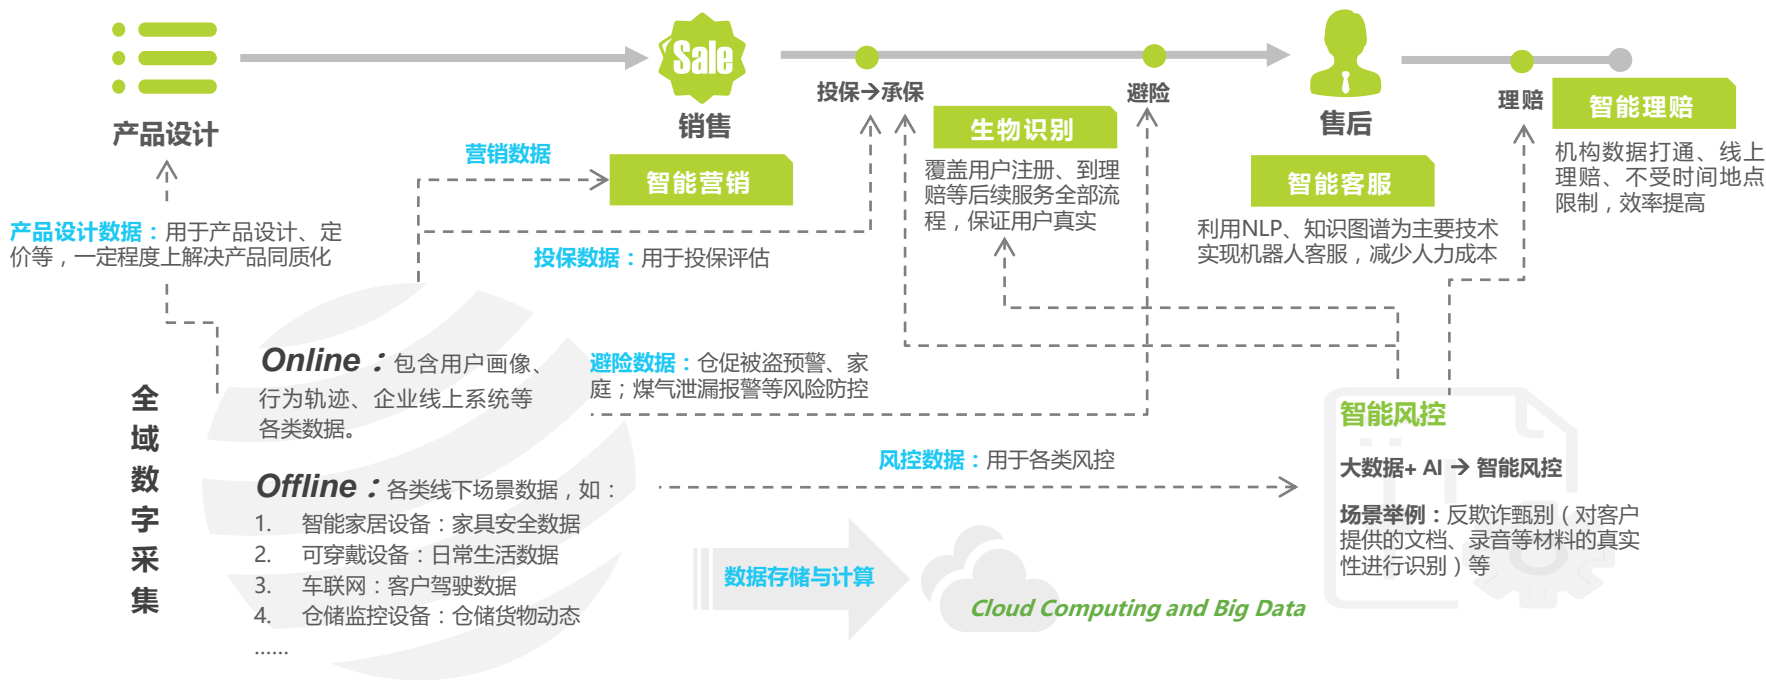 Sale
产品设计
销售
投保→承保
避险
售后
理赔
智能理赔
机构数据打通、线上
理赔、不受时间地点
限制，效率提高
生物识别
覆盖用户注册、到理
赔等后续服务全部流
程，保证用户真实
智能客服
利用NLP、知识图谱为主要技术
实现机器人客服，减少人力成本
营销数据
智能营销
产品设计数据：用于产品设计、定
价等，一定程度上解决产品同质化
投保数据：用于投保评估
全
域
数
字
采
集
Online：包含用户画像、
行为轨迹、企业线上系统等
各类数据。
避险数据：仓促被盗预警、家
庭；煤气泄漏报警等风险防控
Offline：各类线下场景数据，如：
1. 智能家居设备：家具安全数据
2. 可穿戴设备：日常生活数据
3. 车联网：客户驾驶数据
4. 仓储监控设备：仓储货物动态
......
风控数据：用于各类风控
数据存储与计算
Cloud Computing and Big Data
智能风控
大数据+ AI → 智能风控
场景举例：反欺诈甄别（对客户
提供的文档、录音等材料的真实
性进行识别）等